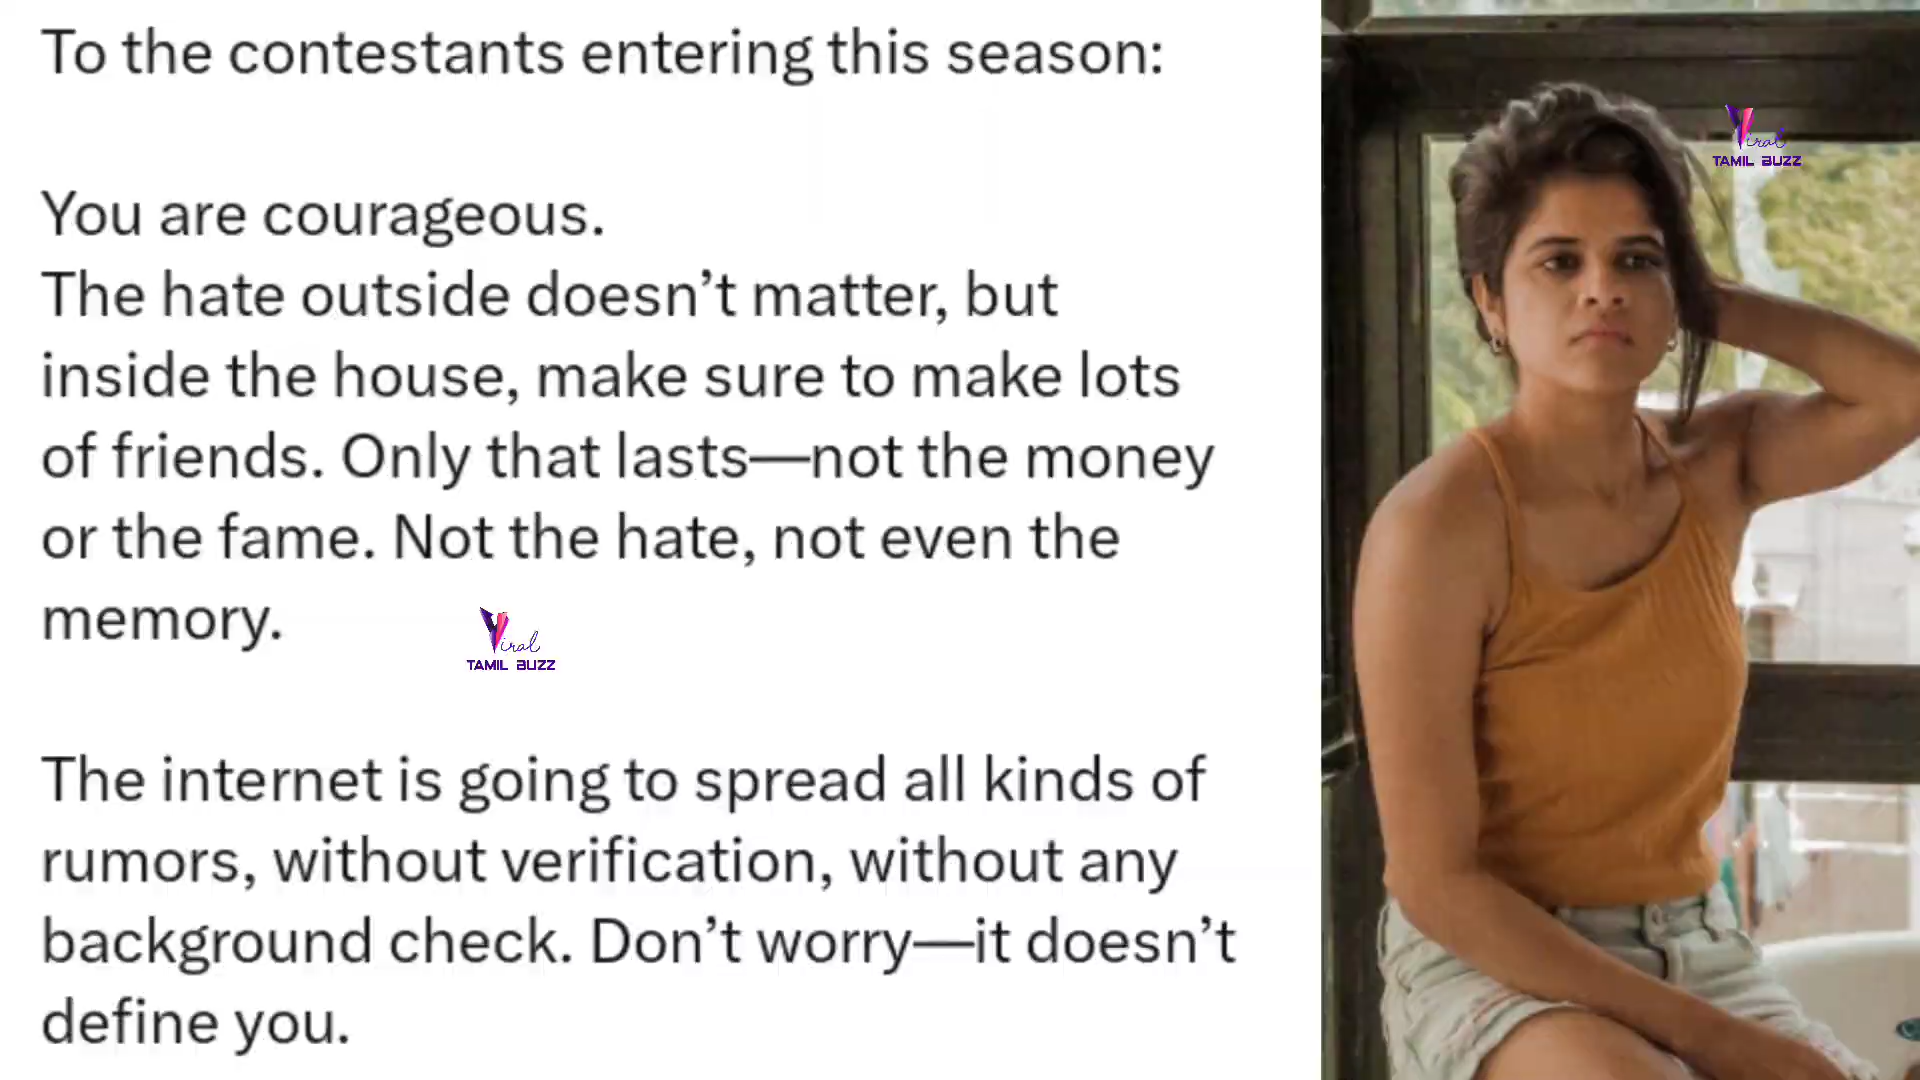 To the contestants entering this season:
You are courageous.
The hate outside doesn’t matter, but
inside the house, make sure to make lots
of friends. Only that lasts—not the money
or the fame. Not the hate, not even the
memory.
Viral
TAMIL BUZZ
The internet is going to spread all kinds of
rumors, without verification, without any
background check. Don’t worry—it doesn’t
define you.
Viral
TAMIL BUZZ